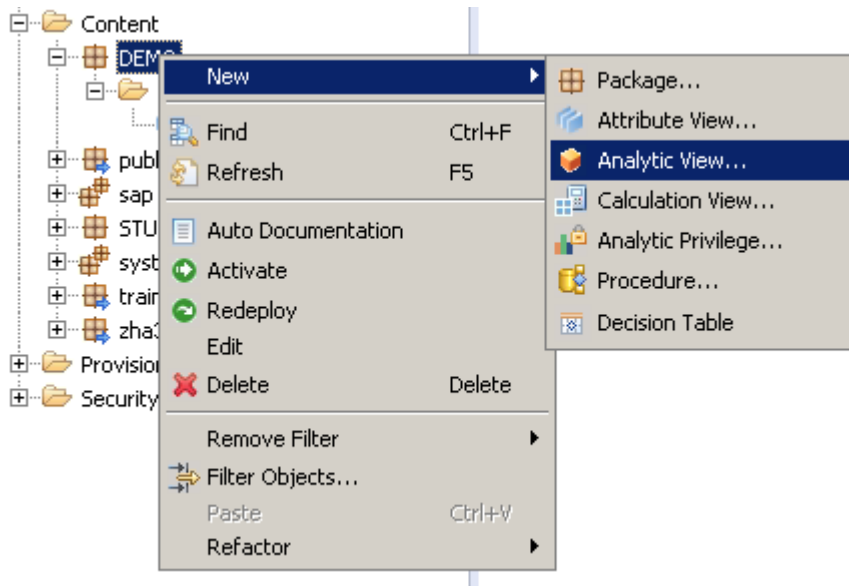 Content
DEMO
New
Package...
Attribute View...
Analytic View...
Calculation View...
Analytic Privilege...
Procedure...
Decision Table
Find Ctrl+F
Refresh F5
Auto Documentation
Activate
Redeploy
Edit
Delete Delete
Remove Filter
Filter Objects...
Paste Ctrl+V
Refactor
publ
sap
STU
syst
train
zha3
Provision
Security